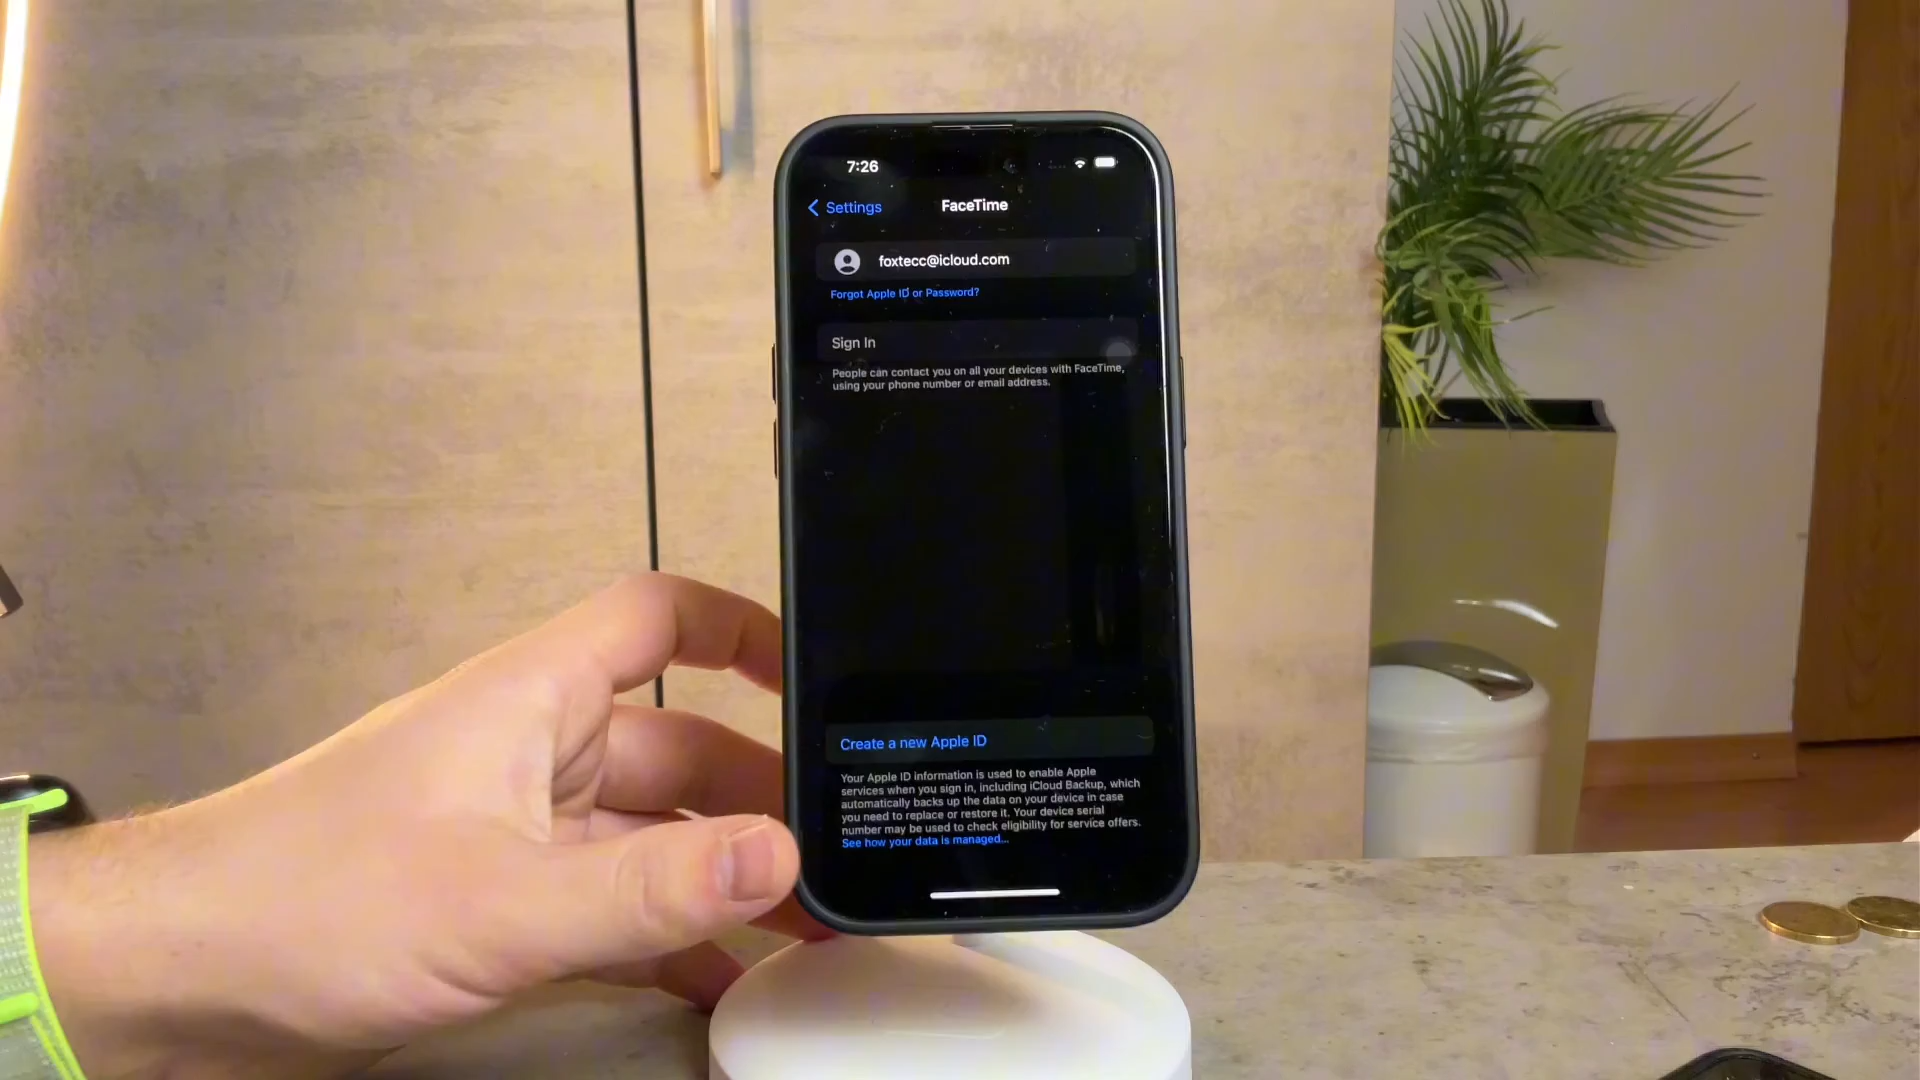 7:26
Settings
FaceTime
foxtecc@icloud.com
Forgot Apple ID or Password?
Sign In
People can contact you on all your devices with FaceTime,
using your phone number or email address.
Create a new Apple ID
Your Apple ID information is used to enable Apple
services when you sign in, including iCloud Backup, which
automatically backs up the data on your device in case
you need to replace or restore it. Your device serial
number may be used to check eligibility for service offers.
See how your data is managed...